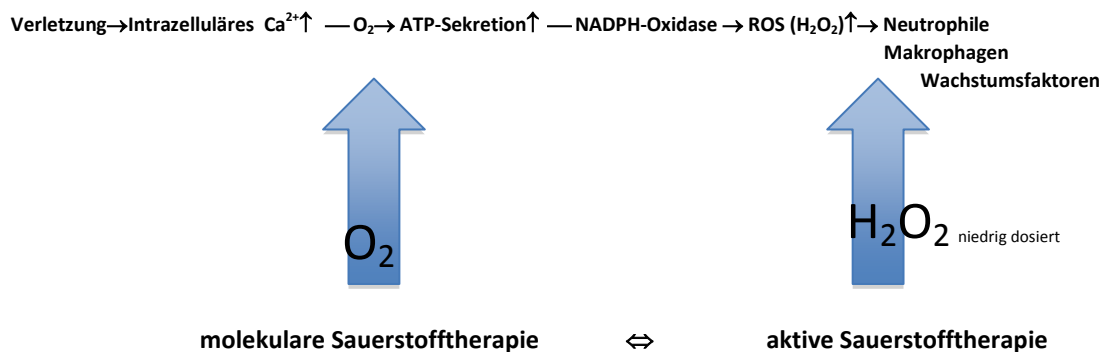 Verletzung→Intrazelluläres Ca²⁺↑ —O₂→ ATP-Sekretion↑ —NADPH-Oxidase → ROS (H₂O₂)↑→ Neutrophile
Makrophagen
Wachstumsfaktoren
O₂
H₂O₂ niedrig dosiert
molekulare Sauerstofftherapie ⇔ aktive Sauerstofftherapie